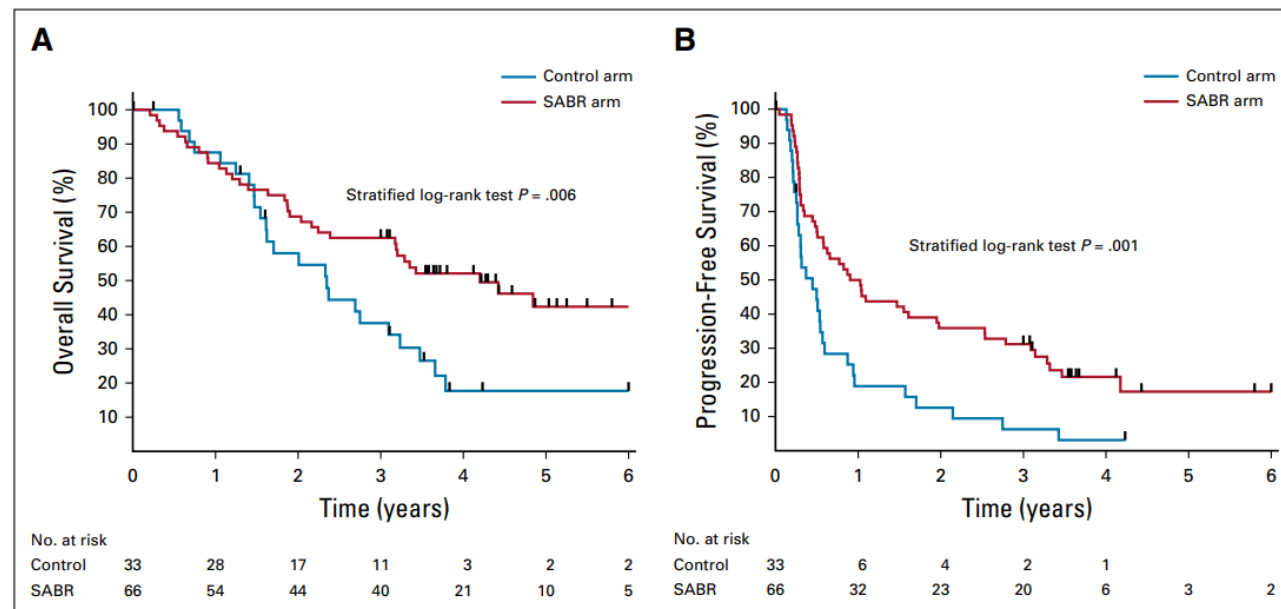 A
Control arm
SABR arm
Overall Survival (%)
100
90
80
70
60
50
40
30
20
10
Stratified log-rank test P = .006
0 1 2 3 4 5 6
Time (years)
No. at risk
Control 33 28 17 11 3 2 2
SABR 66 54 44 40 21 10 5
B
Control arm
SABR arm
Progression-Free Survival (%)
100
90
80
70
60
50
40
30
20
10
Stratified log-rank test P = .001
0 1 2 3 4 5 6
Time (years)
No. at risk
Control 33 6 4 2 1
SABR 66 32 23 20 6 3 2